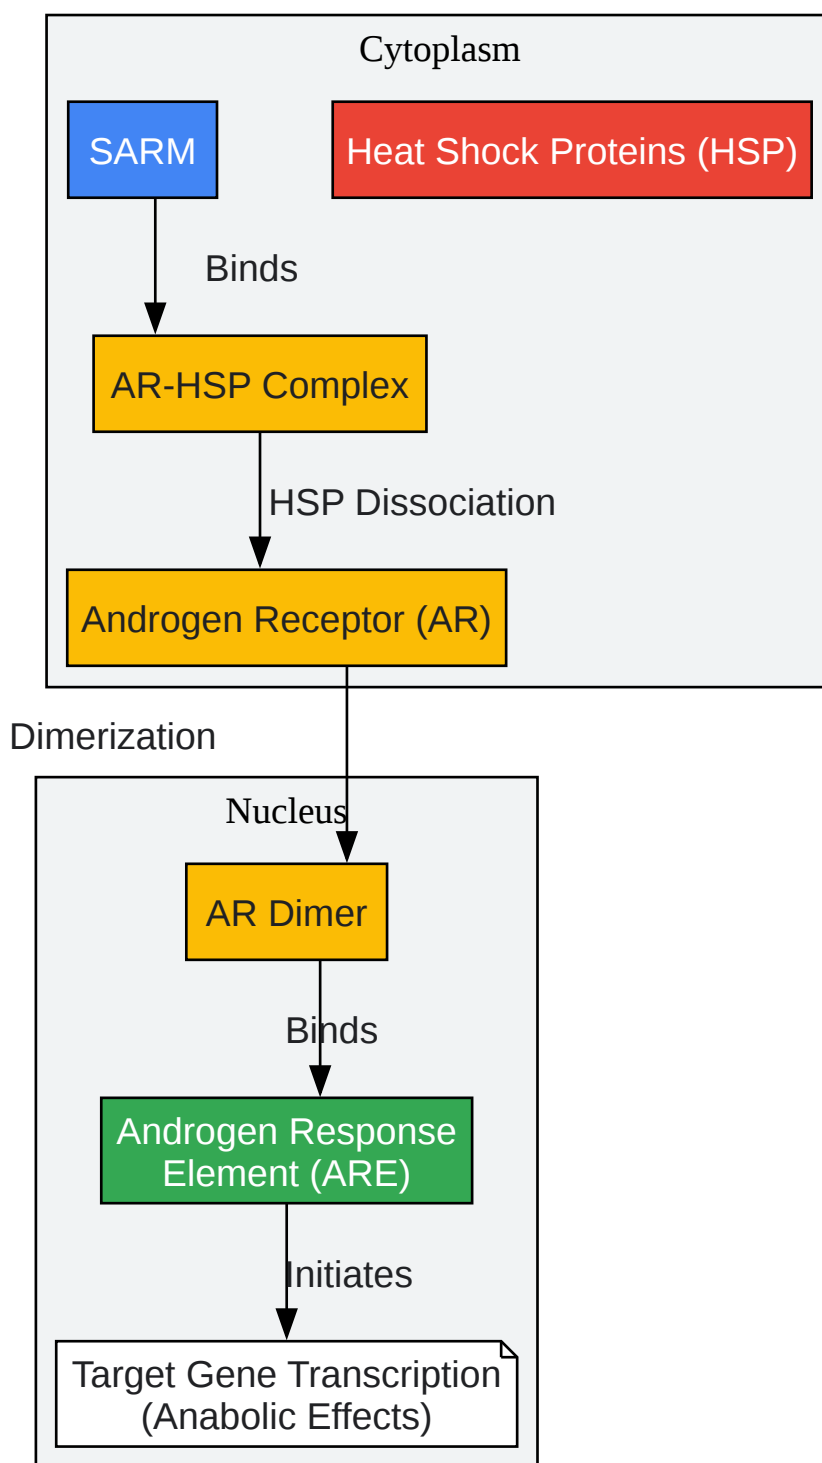 Cytoplasm
SARM
Heat Shock Proteins (HSP)
Binds
AR-HSP Complex
HSP Dissociation
Androgen Receptor (AR)
Dimerization
Nucleus
AR Dimer
Binds
Androgen Response
Element (ARE)
Initiates
Target Gene Transcription
(Anabolic Effects)